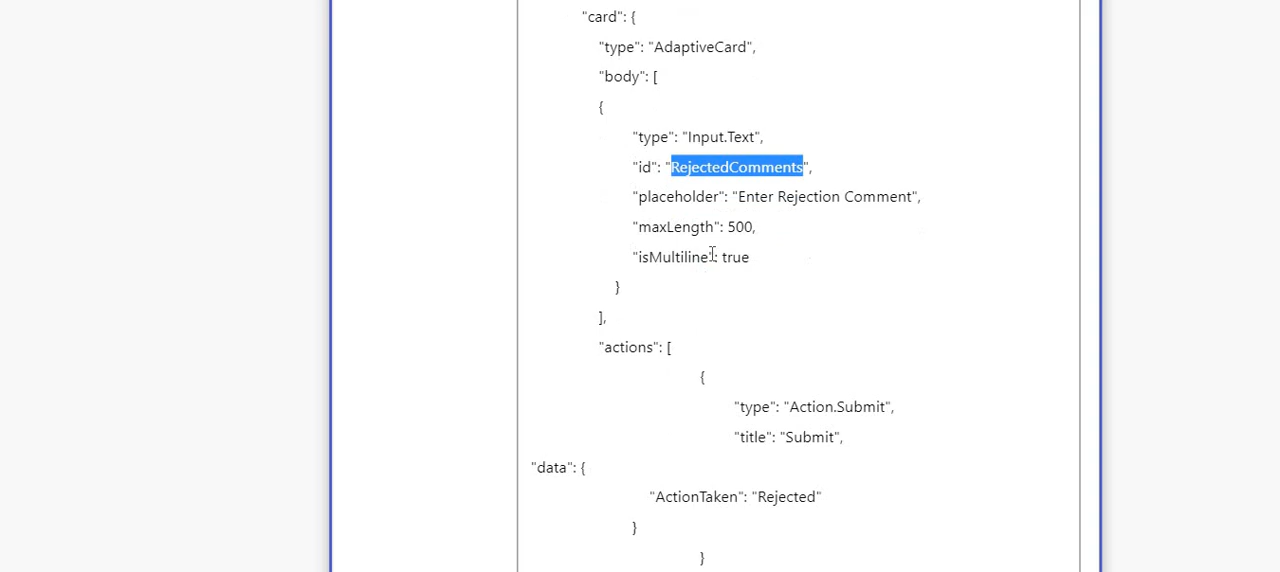 "card": {
"type": "AdaptiveCard",
"body": [
{
"type": "Input.Text",
"id": "RejectedComments",
"placeholder": "Enter Rejection Comment",
"maxLength": 500,
"isMultiline": true
}
],
"actions": [
{
"type": "Action.Submit",
"title": "Submit",
"data": {
"ActionTaken": "Rejected"
}
}